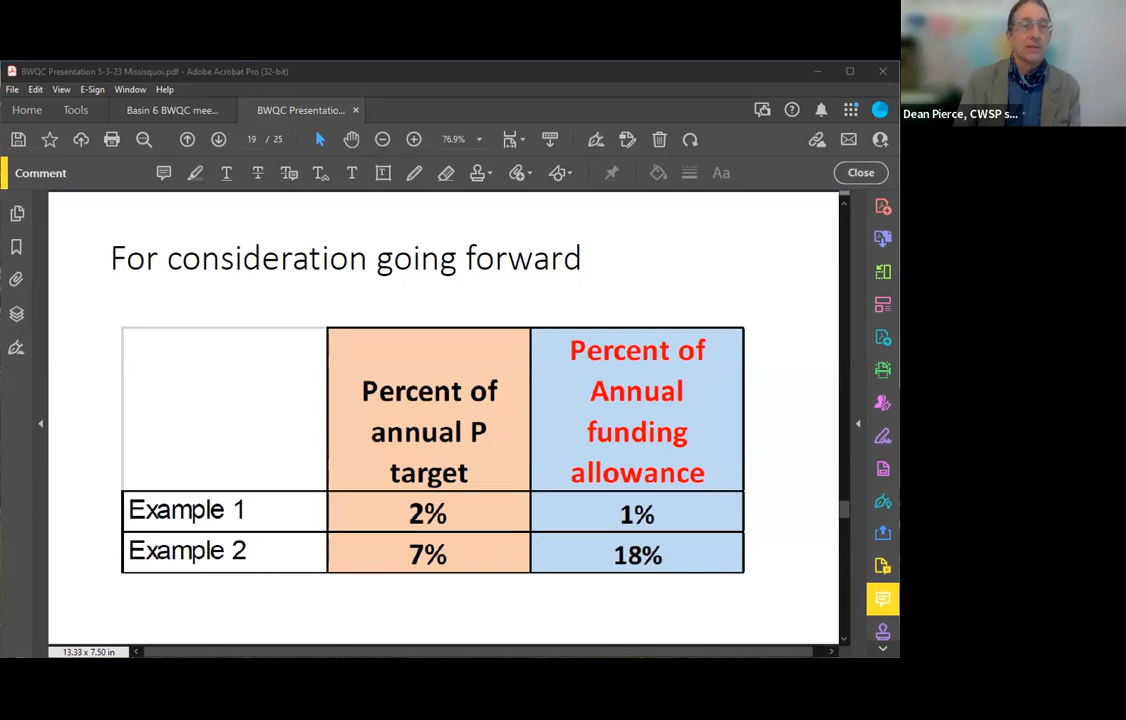 BWQC Presentation 5-3-23 Missisquoi.pdf - Adobe Acrobat Pro (32-bit)
File Edit View E-Sign Window Help
Home Tools Basin 6 BWQC mee... BWQC Presentatio... ×
19 / 25 76.9%
Dean Pierce, CWSP s...
Comment Close
For consideration going forward
Percent of
annual P
target
Percent of
Annual
funding
allowance
Example 1 2% 1%
Example 2 7% 18%
13.33 x 7.50 in